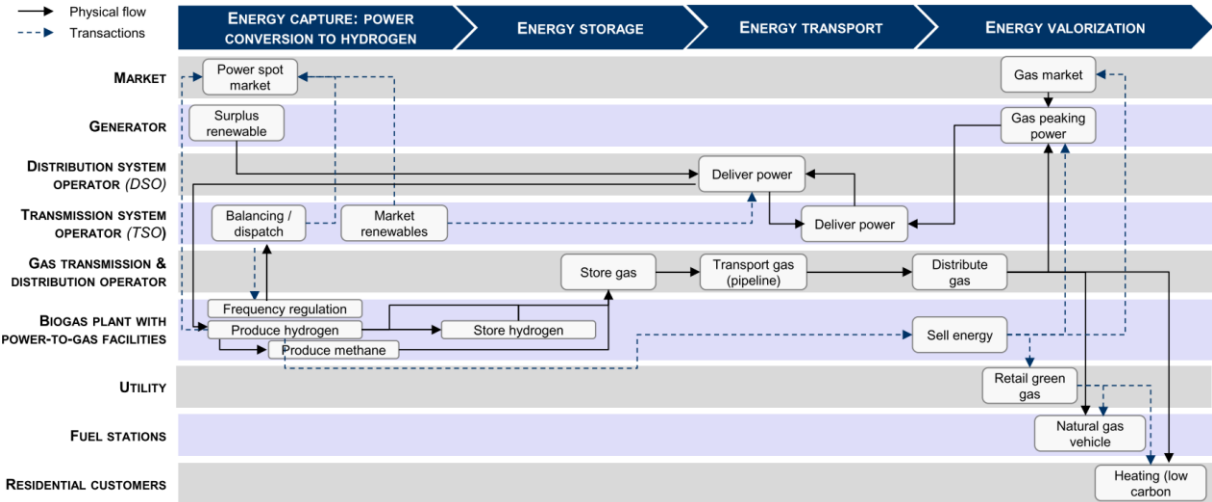 Physical flow
Transactions
ENERGY CAPTURE: POWER
CONVERSION TO HYDROGEN
ENERGY STORAGE
ENERGY TRANSPORT
ENERGY VALORIZATION
MARKET
Power spot
market
Gas market
GENERATOR
Surplus
renewable
Gas peaking
power
DISTRIBUTION SYSTEM
OPERATOR (DSO)
Deliver power
TRANSMISSION SYSTEM
OPERATOR (TSO)
Balancing /
dispatch
Market
renewables
Deliver power
GAS TRANSMISSION &
DISTRIBUTION OPERATOR
Store gas
Transport gas
(pipeline)
Distribute
gas
BIOGAS PLANT WITH
POWER-TO-GAS FACILITIES
Frequency regulation
Produce hydrogen
Produce methane
Store hydrogen
Sell energy
UTILITY
Retail green
gas
FUEL STATIONS
Natural gas
vehicle
RESIDENTIAL CUSTOMERS
Heating (low
carbon